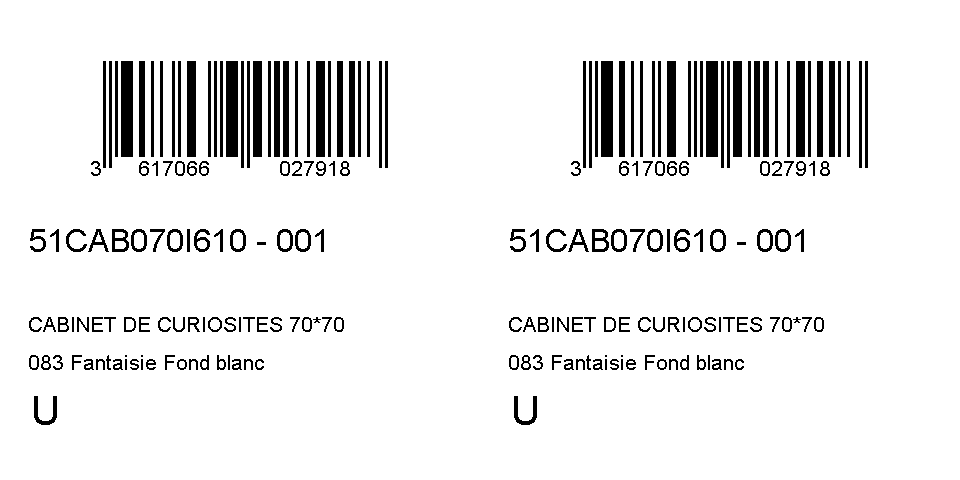 3 617066 027918
3 617066 027918
51CAB070I610 - 001
51CAB070I610 - 001
CABINET DE CURIOSITES 70*70
CABINET DE CURIOSITES 70*70
083 Fantaisie Fond blanc
083 Fantaisie Fond blanc
U
U